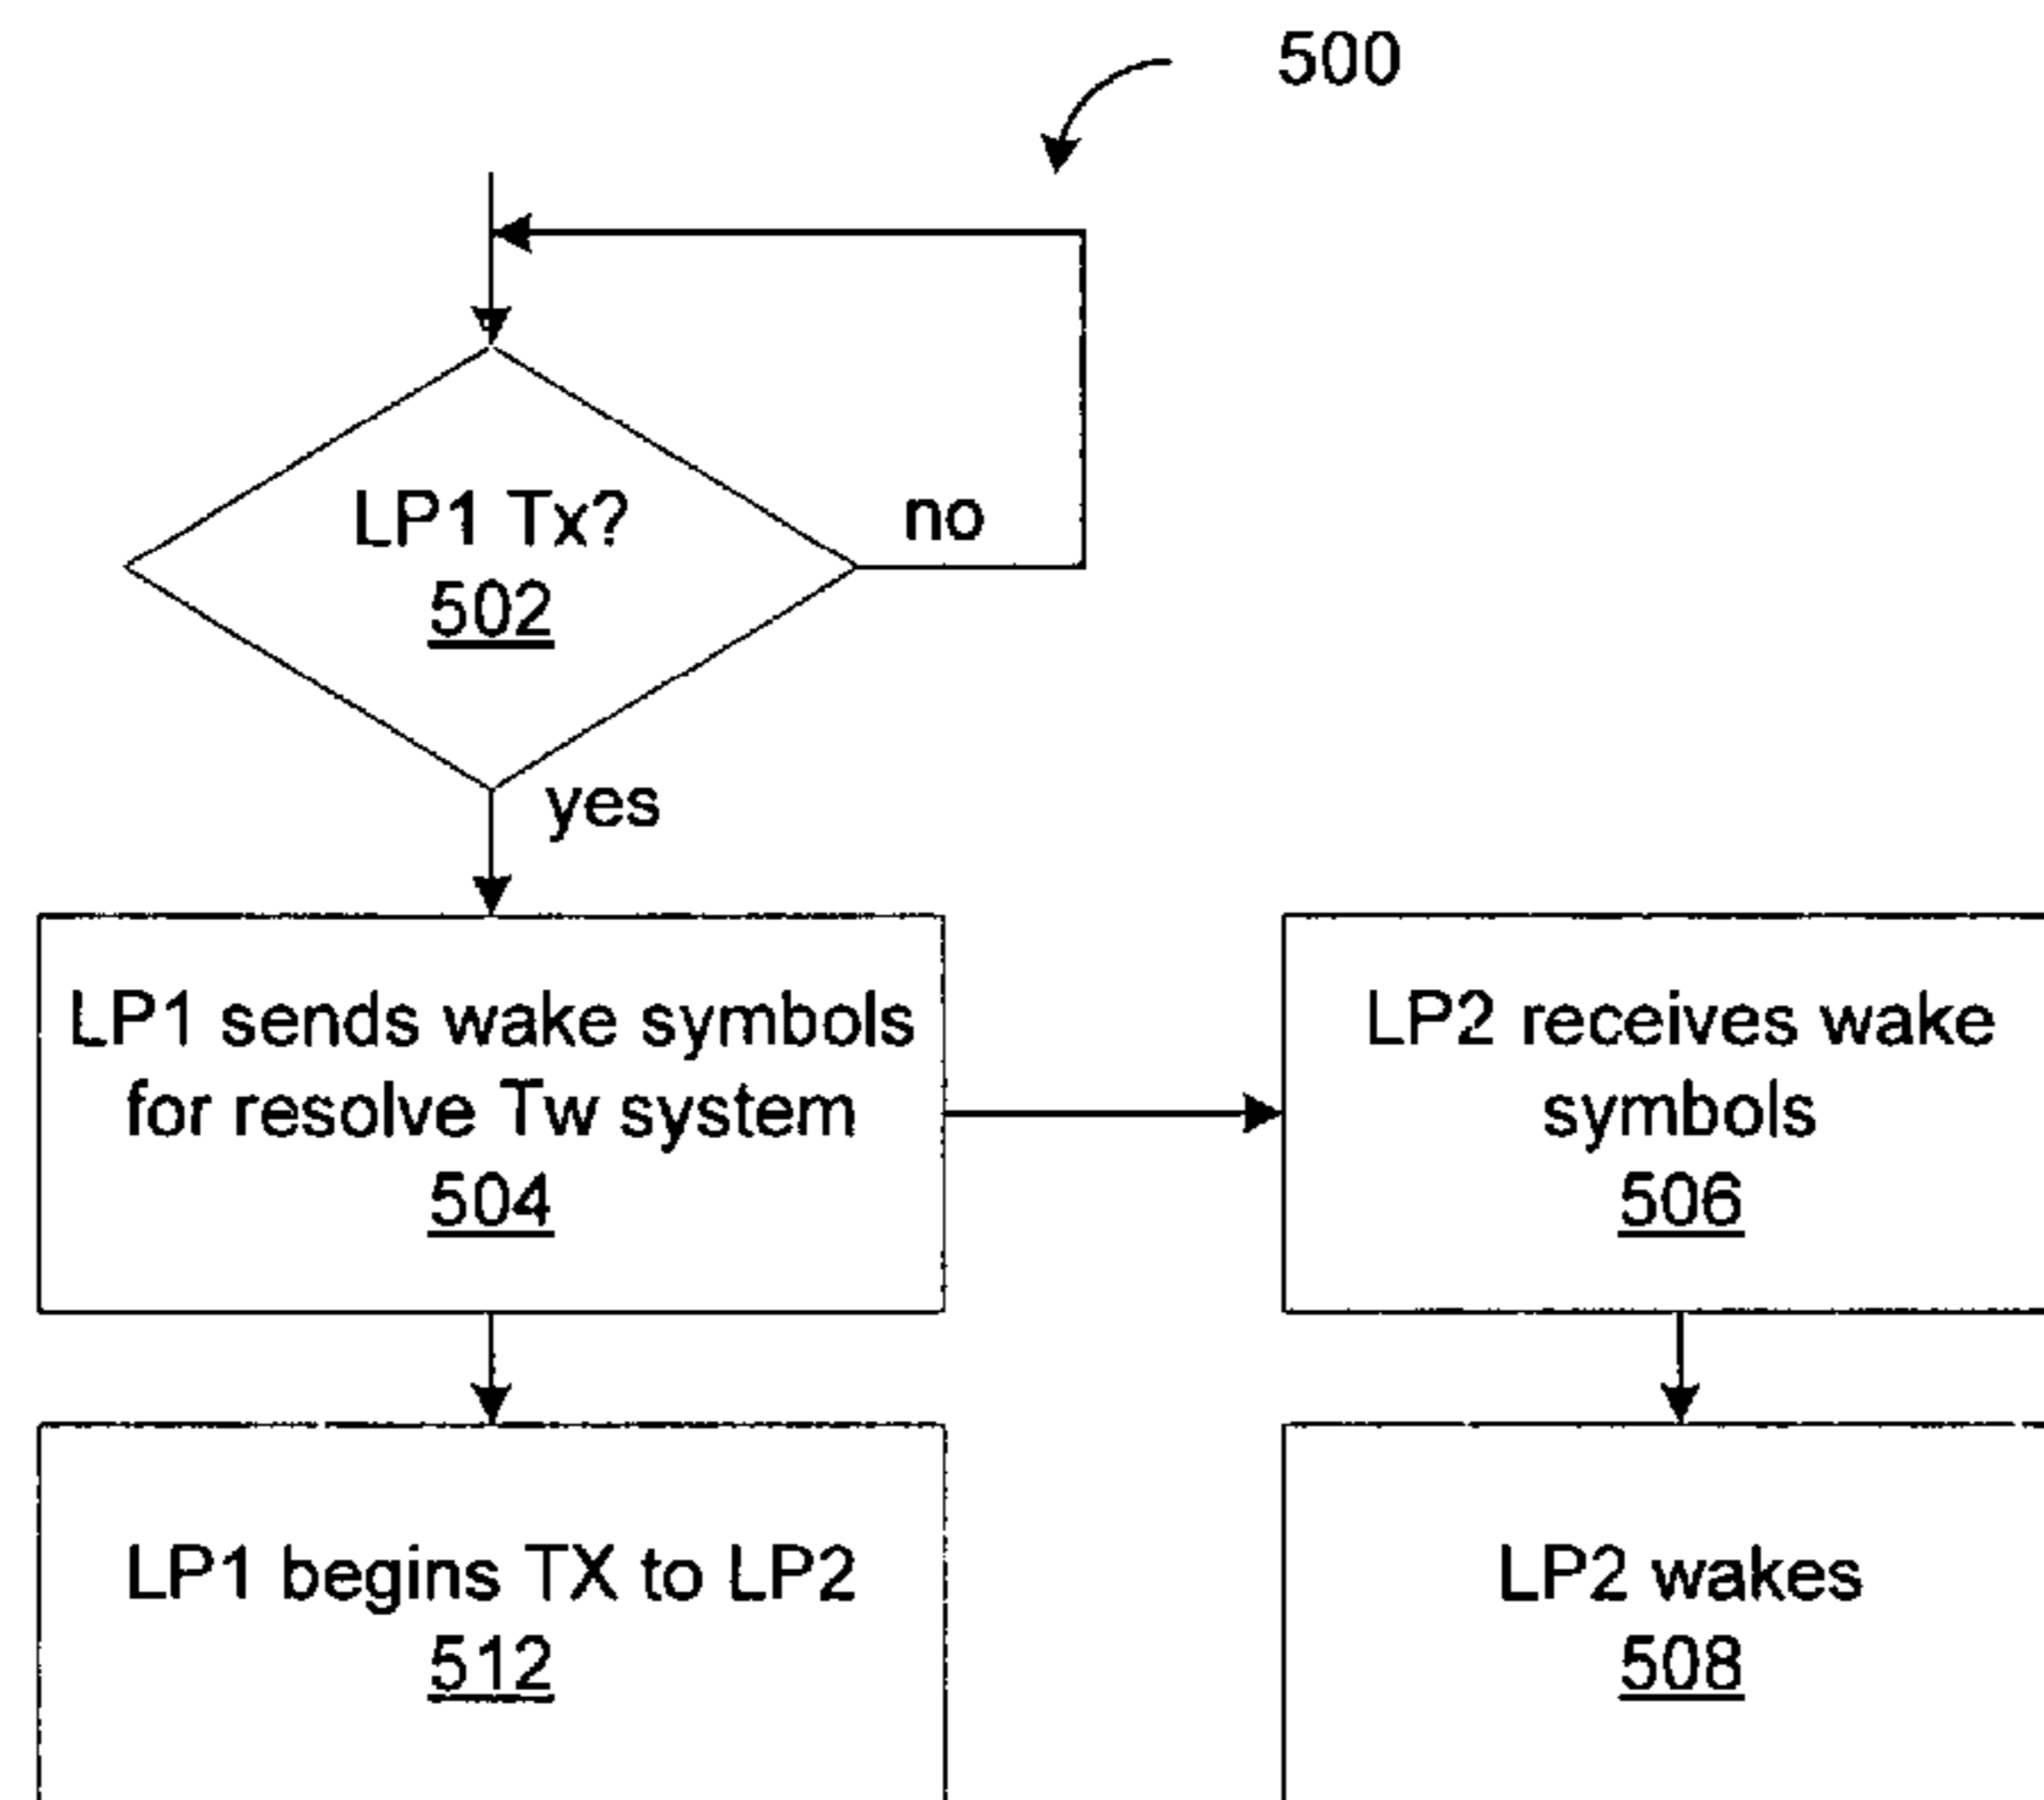 500
LP1 Tx?
502
no
yes
LP1 sends wake symbols
for resolve Tw system
504
LP2 receives wake
symbols
506
LP1 begins TX to LP2
512
LP2 wakes
508